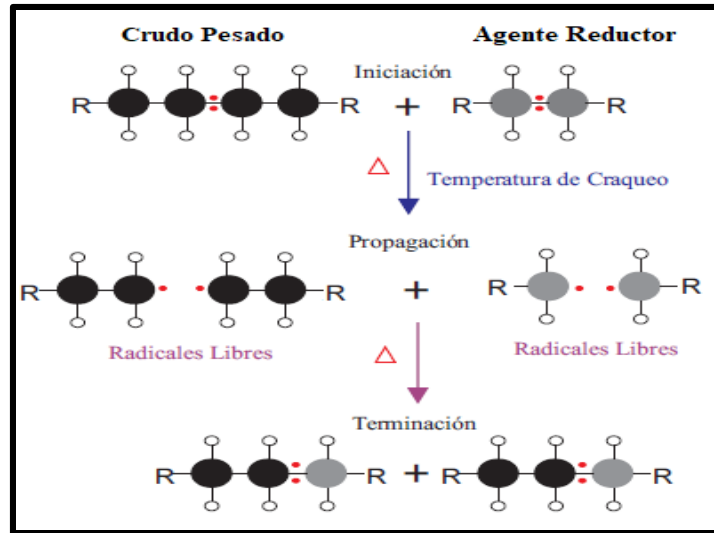 Crudo Pesado
Agente Reductor
Iniciación
R
+
R
R
R
△
Temperatura de Craqueo
Propagación
R
R
+
R
R
Radicales Libres
△
Radicales Libres
Terminación
R
R
+
R
R